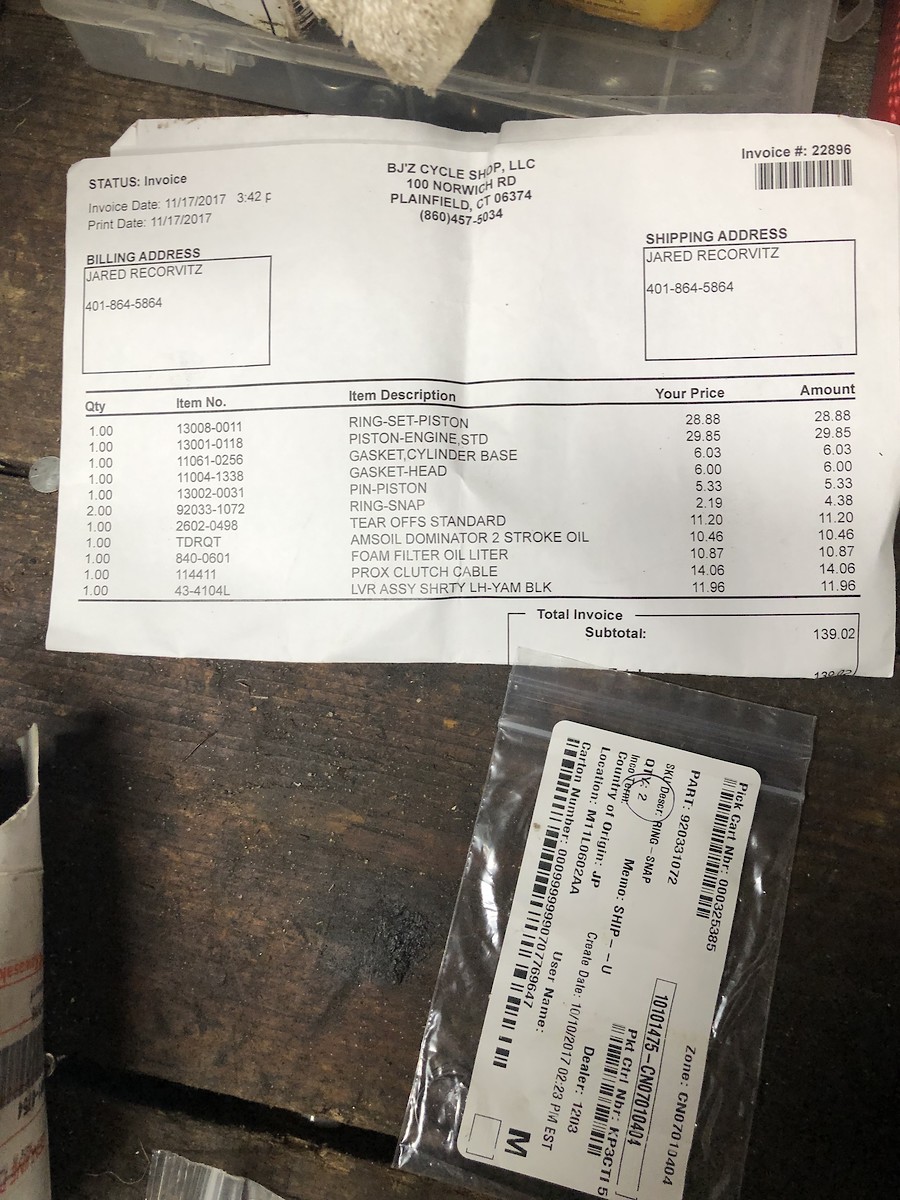 STATUS: Invoice
Invoice Date: 11/17/2017 3:42 p
Print Date: 11/17/2017
BJ'Z CYCLE SHOP, LLC
100 NORWICH RD
PLAINFIELD, CT 06374
(860)457-5034
Invoice #: 22896
BILLING ADDRESS
JARED RECORVITZ
401-864-5864
SHIPPING ADDRESS
JARED RECORVITZ
401-864-5864
Qty Item No. Item Description Your Price Amount
1.00 13008-0011 RING-SET-PISTON 28.88 28.88
1.00 13001-0118 PISTON-ENGINE,STD 29.85 29.85
1.00 11061-0256 GASKET,CYLINDER BASE 6.03 6.03
1.00 11004-1338 GASKET-HEAD 6.00 6.00
1.00 13002-0031 PIN-PISTON 5.33 5.33
2.00 92033-1072 RING-SNAP 2.19 4.38
1.00 2602-0498 TEAR OFFS STANDARD 11.20 11.20
1.00 TDRQT AMSOIL DOMINATOR 2 STROKE OIL 10.46 10.46
1.00 840-0601 FOAM FILTER OIL LITER 10.87 10.87
1.00 114411 PROX CLUTCH CABLE 14.06 14.06
1.00 43-4104L LVR ASSY SHRTY LH-YAM BLK 11.96 11.96
Total Invoice
Subtotal: 139.02
139.02
Pick Cart Nbr: 000325385
Zone: CN07010404
10101475-CN07010404
PART: 920331072
Pkt Ctrl Nbr: KP3CTI 5
SKU Descr: RING - SNAP
QTY: 2
Memo: SHIP - - U
Dealer: 1203
Inco Term:
Country of Origin: JP
Create Date: 10/10/2017 02:23 PM EST
Location: M11L0602AA
User Name:
Carton Number: 00099999990707769647
M